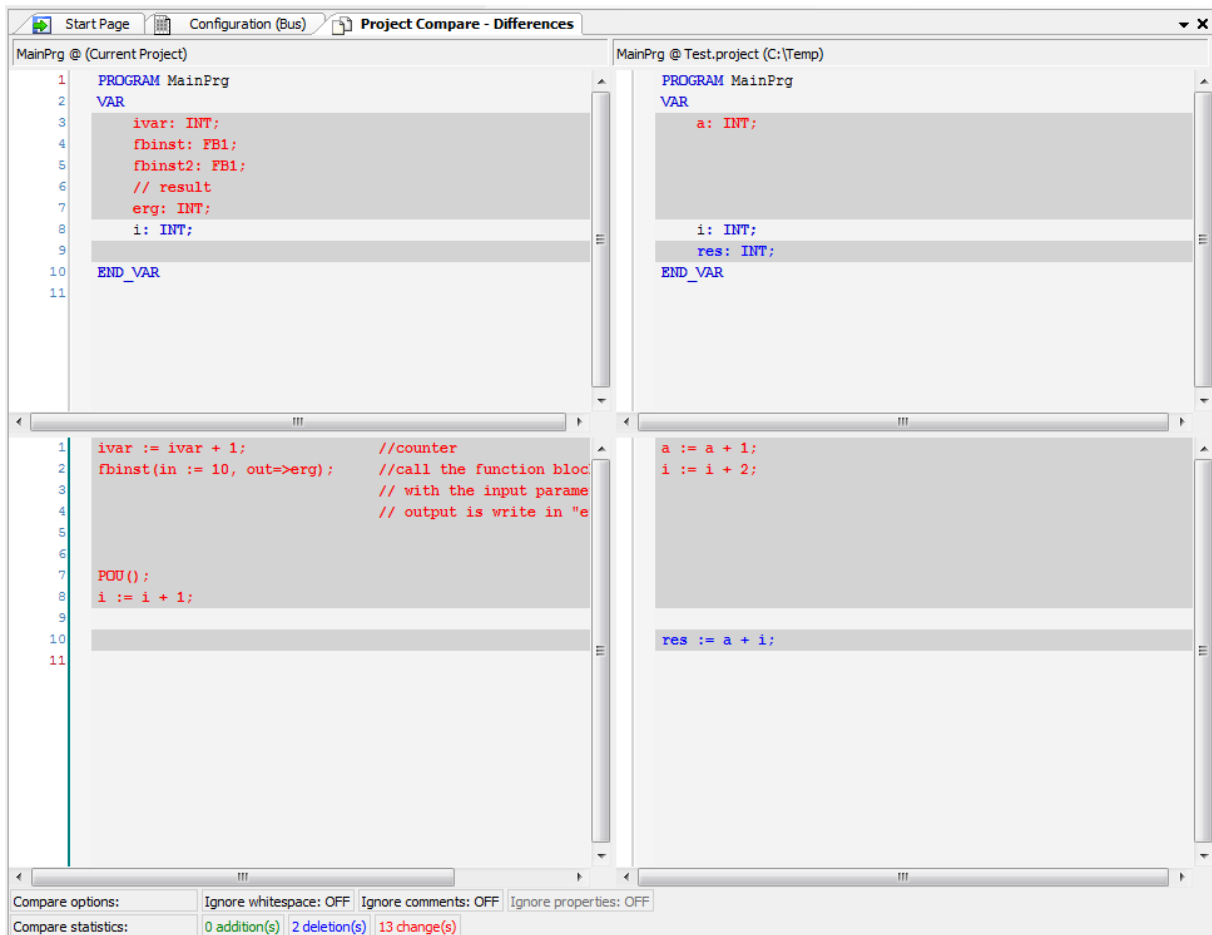 Start Page Configuration (Bus) Project Compare - Differences
MainPrg @ (Current Project) MainPrg @ Test.project (C:\Temp)
1 PROGRAM MainPrg PROGRAM MainPrg
2 VAR VAR
3 ivar: INT; a: INT;
4 fbinst: FB1;
5 fbinst2: FB1;
6 // result
7 erg: INT;
8 i: INT; i: INT;
9 res: INT;
10 END_VAR END_VAR
11
1 ivar := ivar + 1; //counter a := a + 1;
2 fbinst(in := 10, out=>erg); //call the function bloc i := i + 2;
3 // with the input parame
4 // output is write in "e
5
6
7 POU();
8 i := i + 1;
9
10 res := a + i;
11
Compare options: Ignore whitespace: OFF Ignore comments: OFF Ignore properties: OFF
Compare statistics: 0 addition(s) 2 deletion(s) 13 change(s)